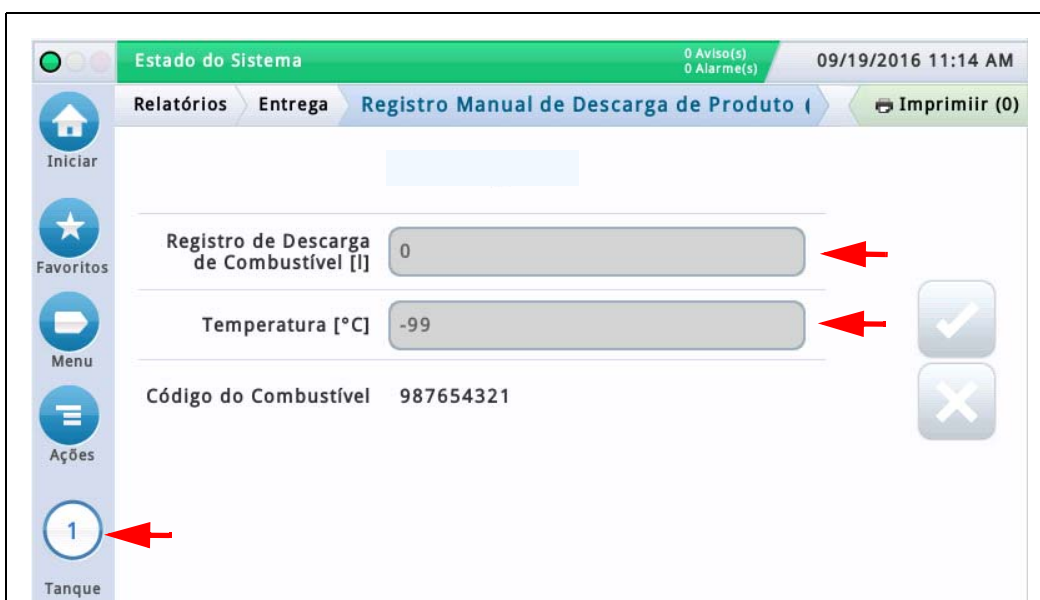 Estado do Sistema
0 Aviso(s)
0 Alarme(s)
09/19/2016 11:14 AM
Relatórios
Entrega
Registro Manual de Descarga de Produto (
Imprimiir (0)
Iniciar
Favoritos
Menu
Ações
1
Tanque
Registro de Descarga
de Combustível [l]
0
Temperatura [°C]
-99
Código do Combustível
987654321